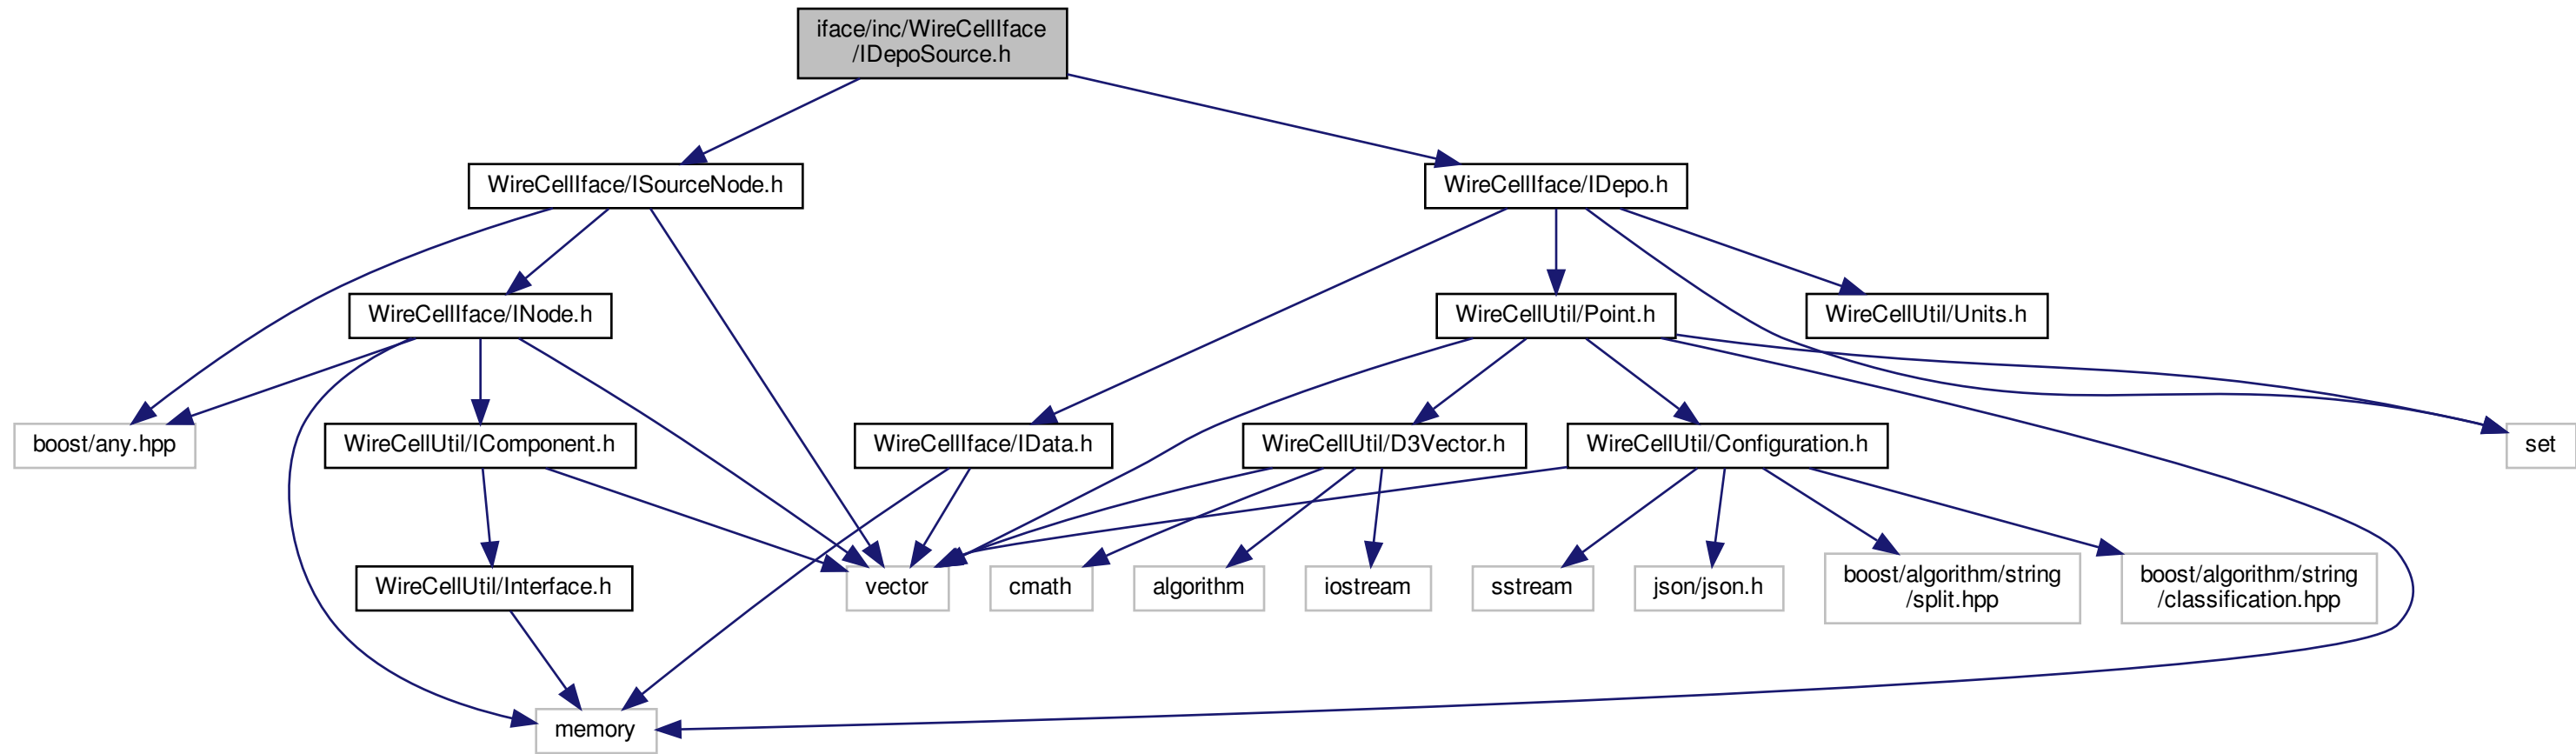 iface/inc/WireCellIface
/IDepoSource.h
WireCellIface/ISourceNode.h
WireCellIface/IDepo.h
WireCellIface/INode.h
WireCellUtil/Point.h
WireCellUtil/Units.h
boost/any.hpp
WireCellUtil/IComponent.h
WireCellIface/IData.h
WireCellUtil/D3Vector.h
WireCellUtil/Configuration.h
set
WireCellUtil/Interface.h
vector
cmath
algorithm
iostream
sstream
json/json.h
boost/algorithm/string
/split.hpp
boost/algorithm/string
/classification.hpp
memory